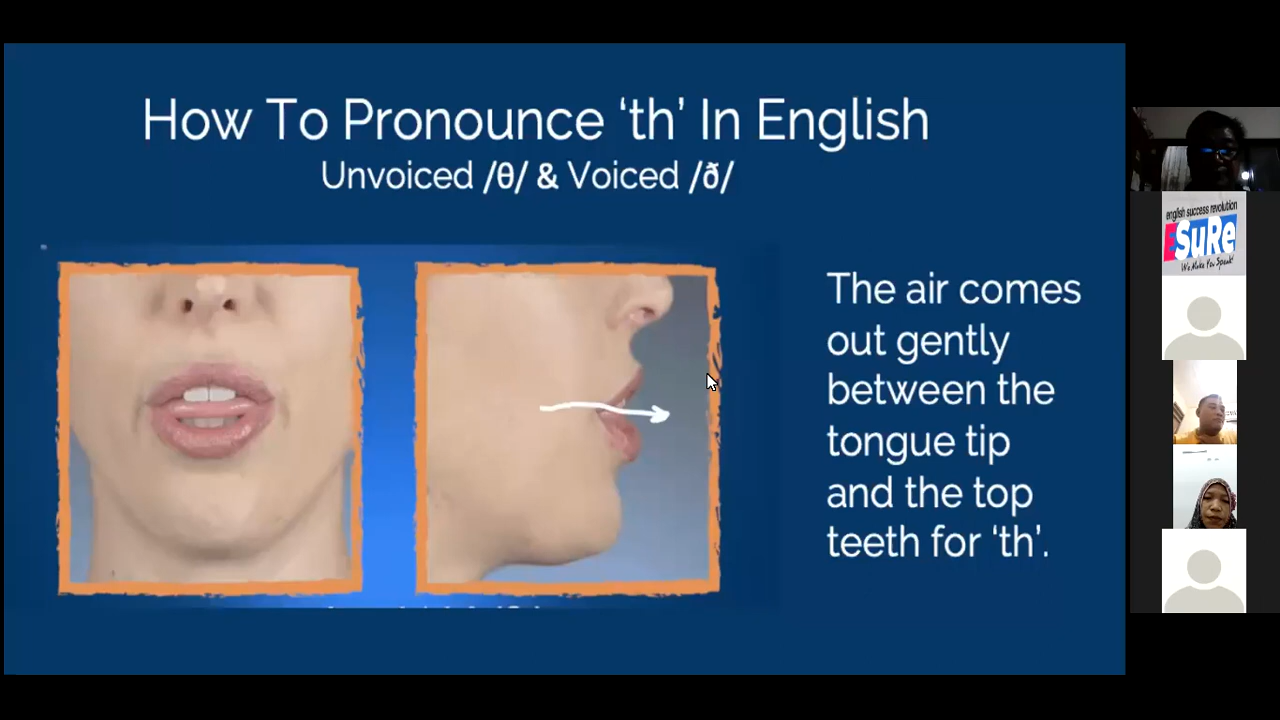 How To Pronounce ‘th’ In English
Unvoiced /θ/ & Voiced /ð/
The air comes
out gently
between the
tongue tip
and the top
teeth for ‘th’.
english success revolution
ESuRe
We Make You Speak!